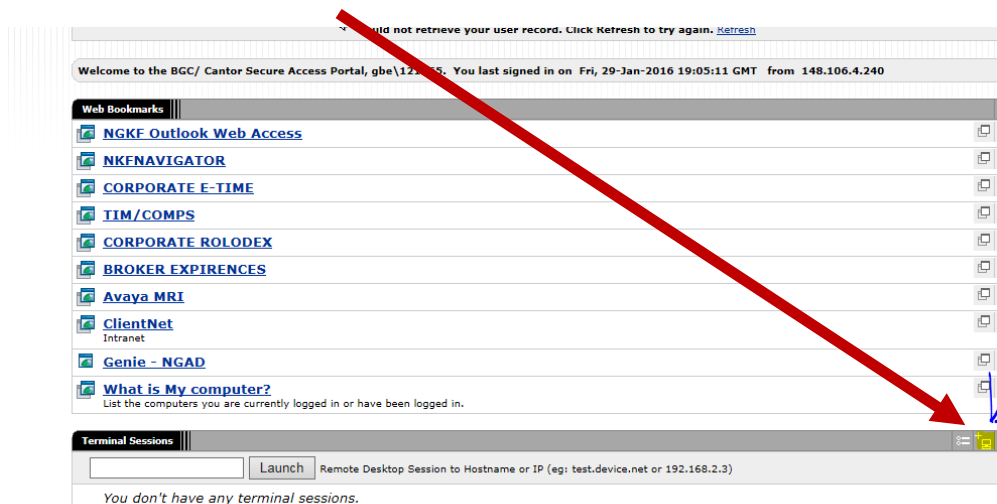 not retrieve your user record. Click Refresh to try again. Refresh
Welcome to the BGC/ Cantor Secure Access Portal, You last signed in on Fri, 29-Jan-2016 19:05:11 GMT from 148.106.4.240
Web Bookmarks
NGKF Outlook Web Access
NKFNAVIGATOR
CORPORATE E-TIME
TIM/COMPS
CORPORATE ROLODEX
BROKER EXPIRENCES
Avaya MRI
ClientNet
Intranet
Genie - NGAD
What is My computer?
List the computers you are currently logged in or have been logged in.
Terminal Sessions
Launch Remote Desktop Session to Hostname or IP (eg: test.device.net or 192.168.2.3)
You don't have any terminal sessions.